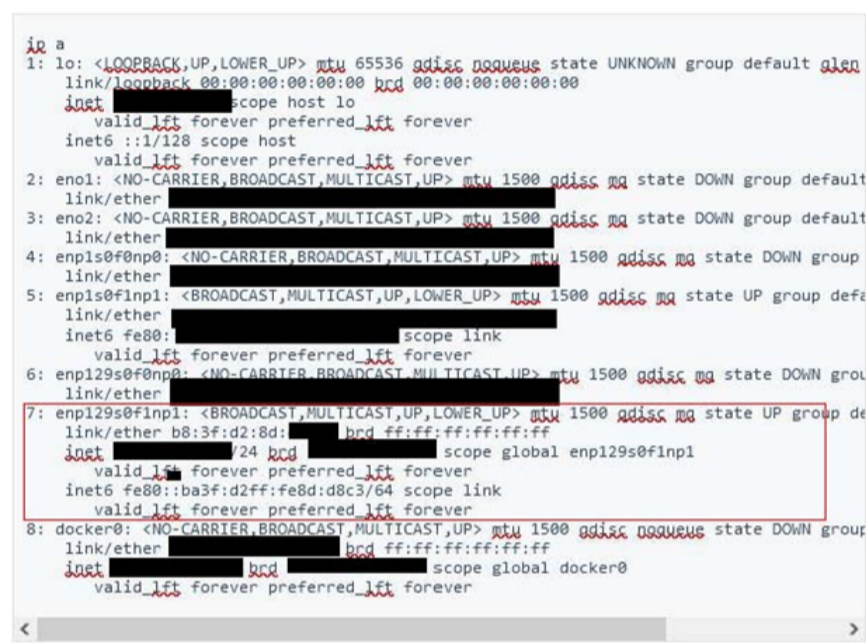 ip a
1: lo: <LOOPBACK,UP,LOWER_UP> mtu 65536 qdisc noqueue state UNKNOWN group default qlen
link/loopback 00:00:00:00:00:00 brd 00:00:00:00:00:00
inet scope host lo
valid_lft forever preferred_lft forever
inet6 ::1/128 scope host
valid_lft forever preferred_lft forever
2: eno1: <NO-CARRIER,BROADCAST,MULTICAST,UP> mtu 1500 qdisc mq state DOWN group default
link/ether
3: eno2: <NO-CARRIER,BROADCAST,MULTICAST,UP> mtu 1500 qdisc mq state DOWN group default
link/ether
4: enp1s0f0np0: <NO-CARRIER,BROADCAST,MULTICAST,UP> mtu 1500 qdisc mq state DOWN group
link/ether
5: enp1s0f1np1: <BROADCAST,MULTICAST,UP,LOWER_UP> mtu 1500 qdisc mq state UP group defa
link/ether
inet6 fe80: scope link
valid_lft forever preferred_lft forever
6: enp129s0f0np0: <NO-CARRIER,BROADCAST,MULTICAST,UP> mtu 1500 qdisc mq state DOWN grou
link/ether
7: enp129s0f1np1: <BROADCAST,MULTICAST,UP,LOWER_UP> mtu 1500 qdisc mq state UP group de
link/ether b8:3f:d2:8d: brd ff:ff:ff:ff:ff:ff
inet /24 brd scope global enp129s0f1np1
valid_lft forever preferred_lft forever
inet6 fe80::ba3f:d2ff:fe8d:d8c3/64 scope link
valid_lft forever preferred_lft forever
8: docker0: <NO-CARRIER,BROADCAST,MULTICAST,UP> mtu 1500 qdisc noqueue state DOWN group
link/ether brd ff:ff:ff:ff:ff:ff
inet brd scope global docker0
valid_lft forever preferred_lft forever